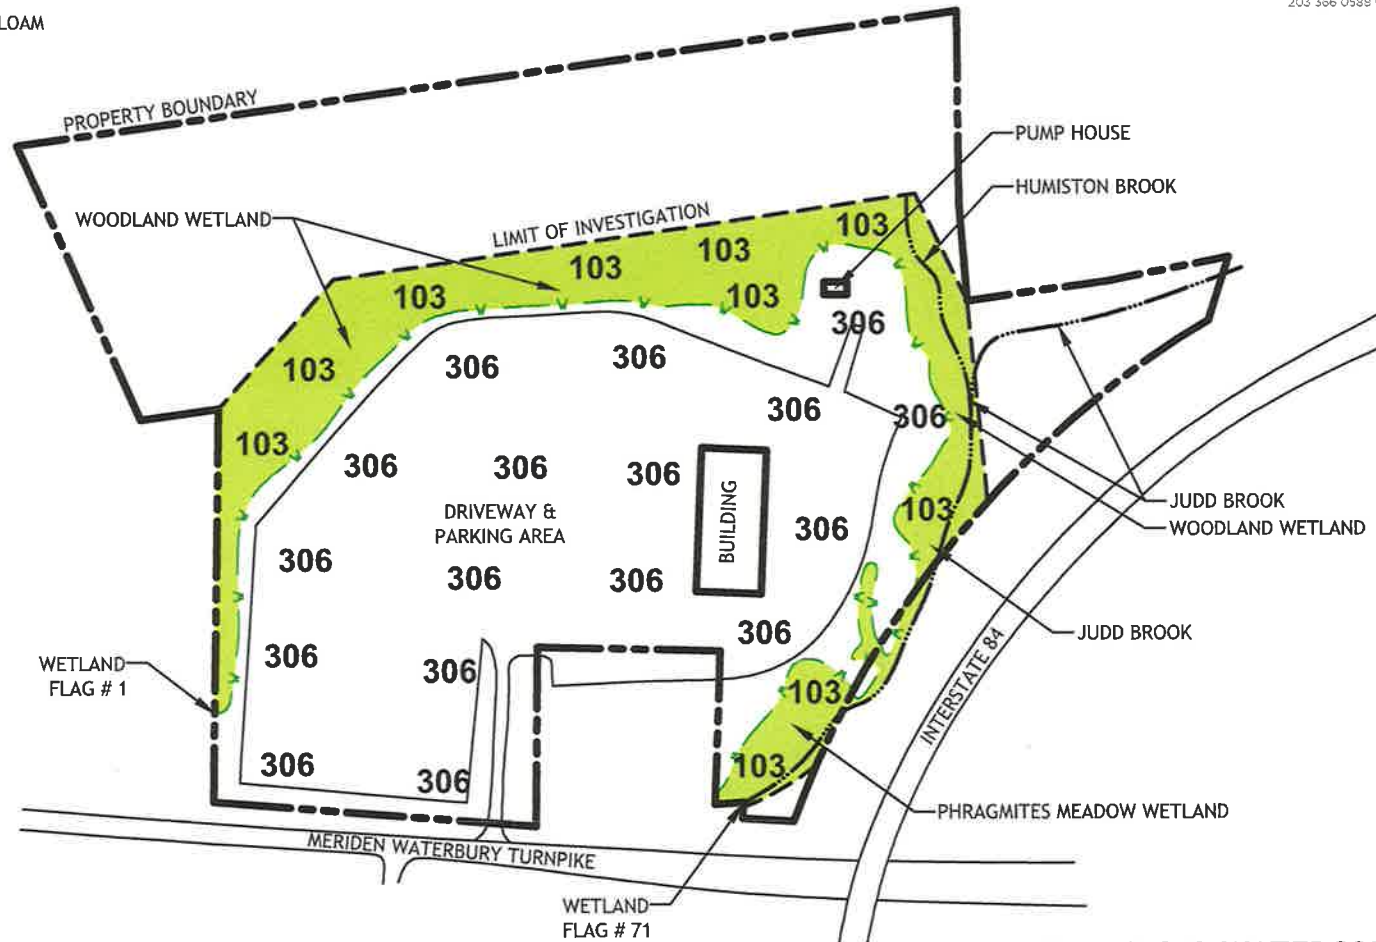 LOAM
203 366 0588
PROPERTY BOUNDARY
PUMP HOUSE
HUMISTON BROOK
WOODLAND WETLAND
LIMIT OF INVESTIGATION
103
103
103
103
103
306
103
306
306
103
306
306
103
306
306
306
DRIVEWAY &
PARKING AREA
BUILDING
306
103
JUDD BROOK
WOODLAND WETLAND
306
306
306
306
JUDD BROOK
INTERSTATE 84
WETLAND
FLAG # 1
306
306
103
306
306
103
PHRAGMITES MEADOW WETLAND
MERIDEN WATERBURY TURNPIKE
WETLAND
FLAG # 71